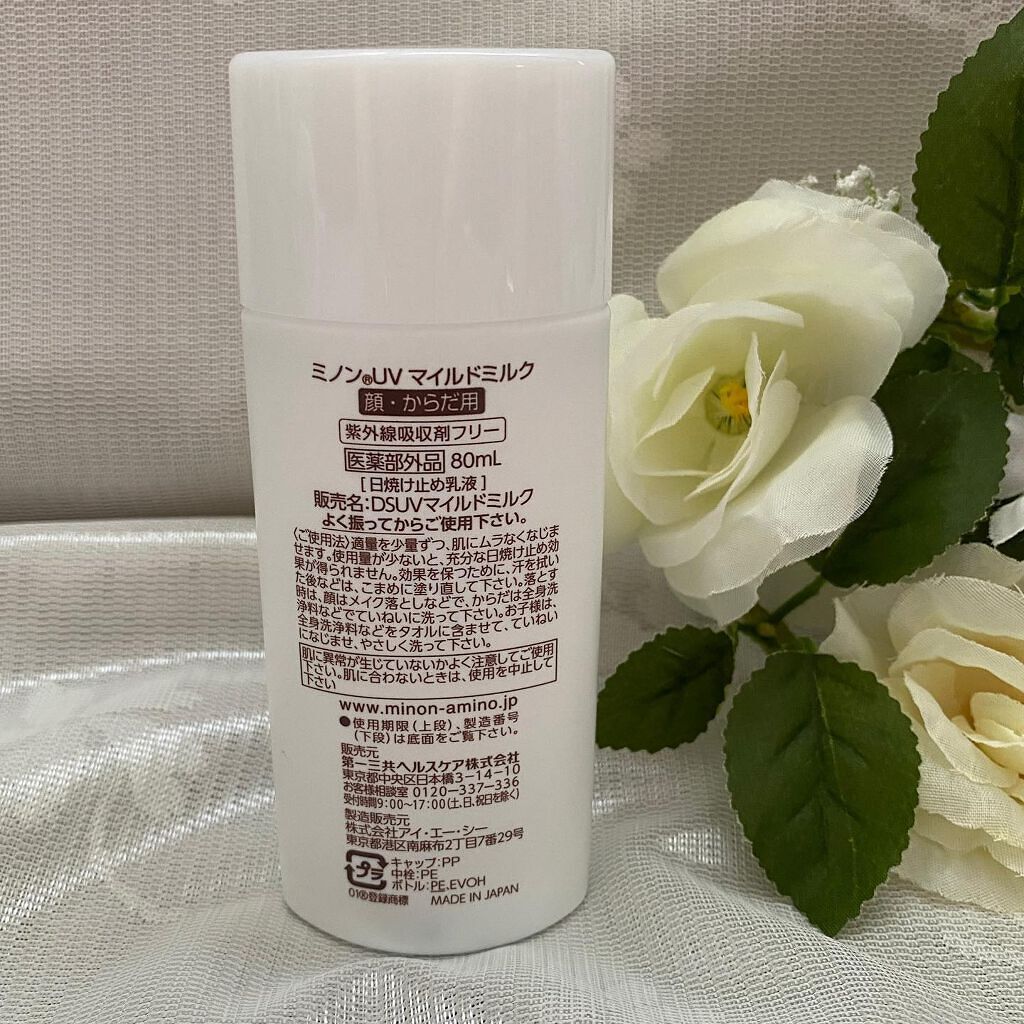 ミノン®UV マイルドミルク
顔・からだ用
紫外線吸収剤フリー
医薬部外品 80mL
[日焼け止め乳液]
販売名:DSUVマイルドミルク
よく振ってからご使用下さい。
〈ご使用法〉適量を少量ずつ、肌にムラなくなじま
せます。使用量が少ないと、充分な日焼け止め効
果が得られません。効果を保つために、汗を拭い
た後などは、こまめに塗り直して下さい。落とす
時は、顔はメイク落としなどで、からだは全身洗
浄料などでていねいに洗って下さい。お子様は、
全身洗浄料などをタオルに含ませて、ていねい
になじませ、やさしく洗って下さい。
肌に異常が生じていないかよく注意してご使用
下さい。肌に合わないときは、使用を中止して
下さい
www.minon-amino.jp
●使用期限(上段)、製造番号
(下段)は底面をご覧下さい。
販売元
第一三共ヘルスケア株式会社
東京都中央区日本橋3-14-10
お客様相談室 0120-337-336
受付時間9:00〜17:00(土、日、祝日を除く)
製造販売元
株式会社アイ・エー・シー
東京都港区南麻布2丁目7番29号
プラ
キャップ:PP
中栓:PE
ボトル:PE,EVOH
01®登録商標 MADE IN JAPAN